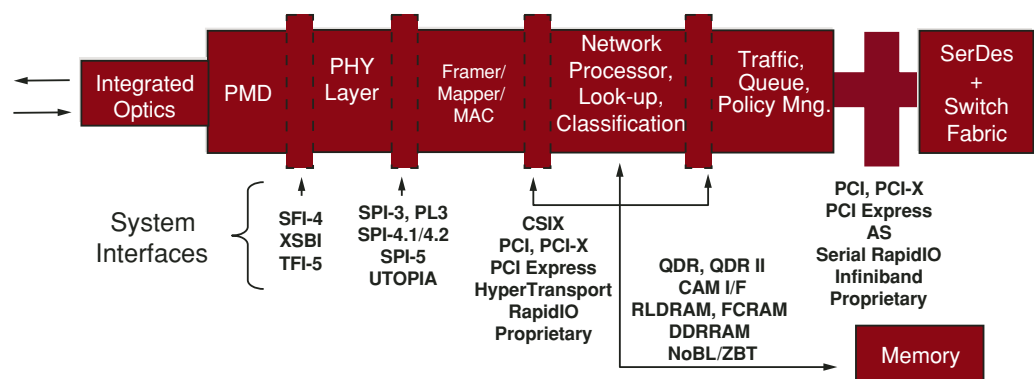 Integrated
Optics
PMD
PHY
Layer
Framer/
Mapper/
MAC
Network
Processor,
Look-up,
Classification
Traffic,
Queue,
Policy Mng.
SerDes
+
Switch
Fabric
System
Interfaces
SFI-4
XSBI
TFI-5
SPI-3, PL3
SPI-4.1/4.2
SPI-5
UTOPIA
CSIX
PCI, PCI-X
PCI Express
HyperTransport
RapidIO
Proprietary
QDR, QDR II
CAM I/F
RLDRAM, FCRAM
DDRRAM
NoBL/ZBT
PCI, PCI-X
PCI Express
AS
Serial RapidIO
Infiniband
Proprietary
Memory